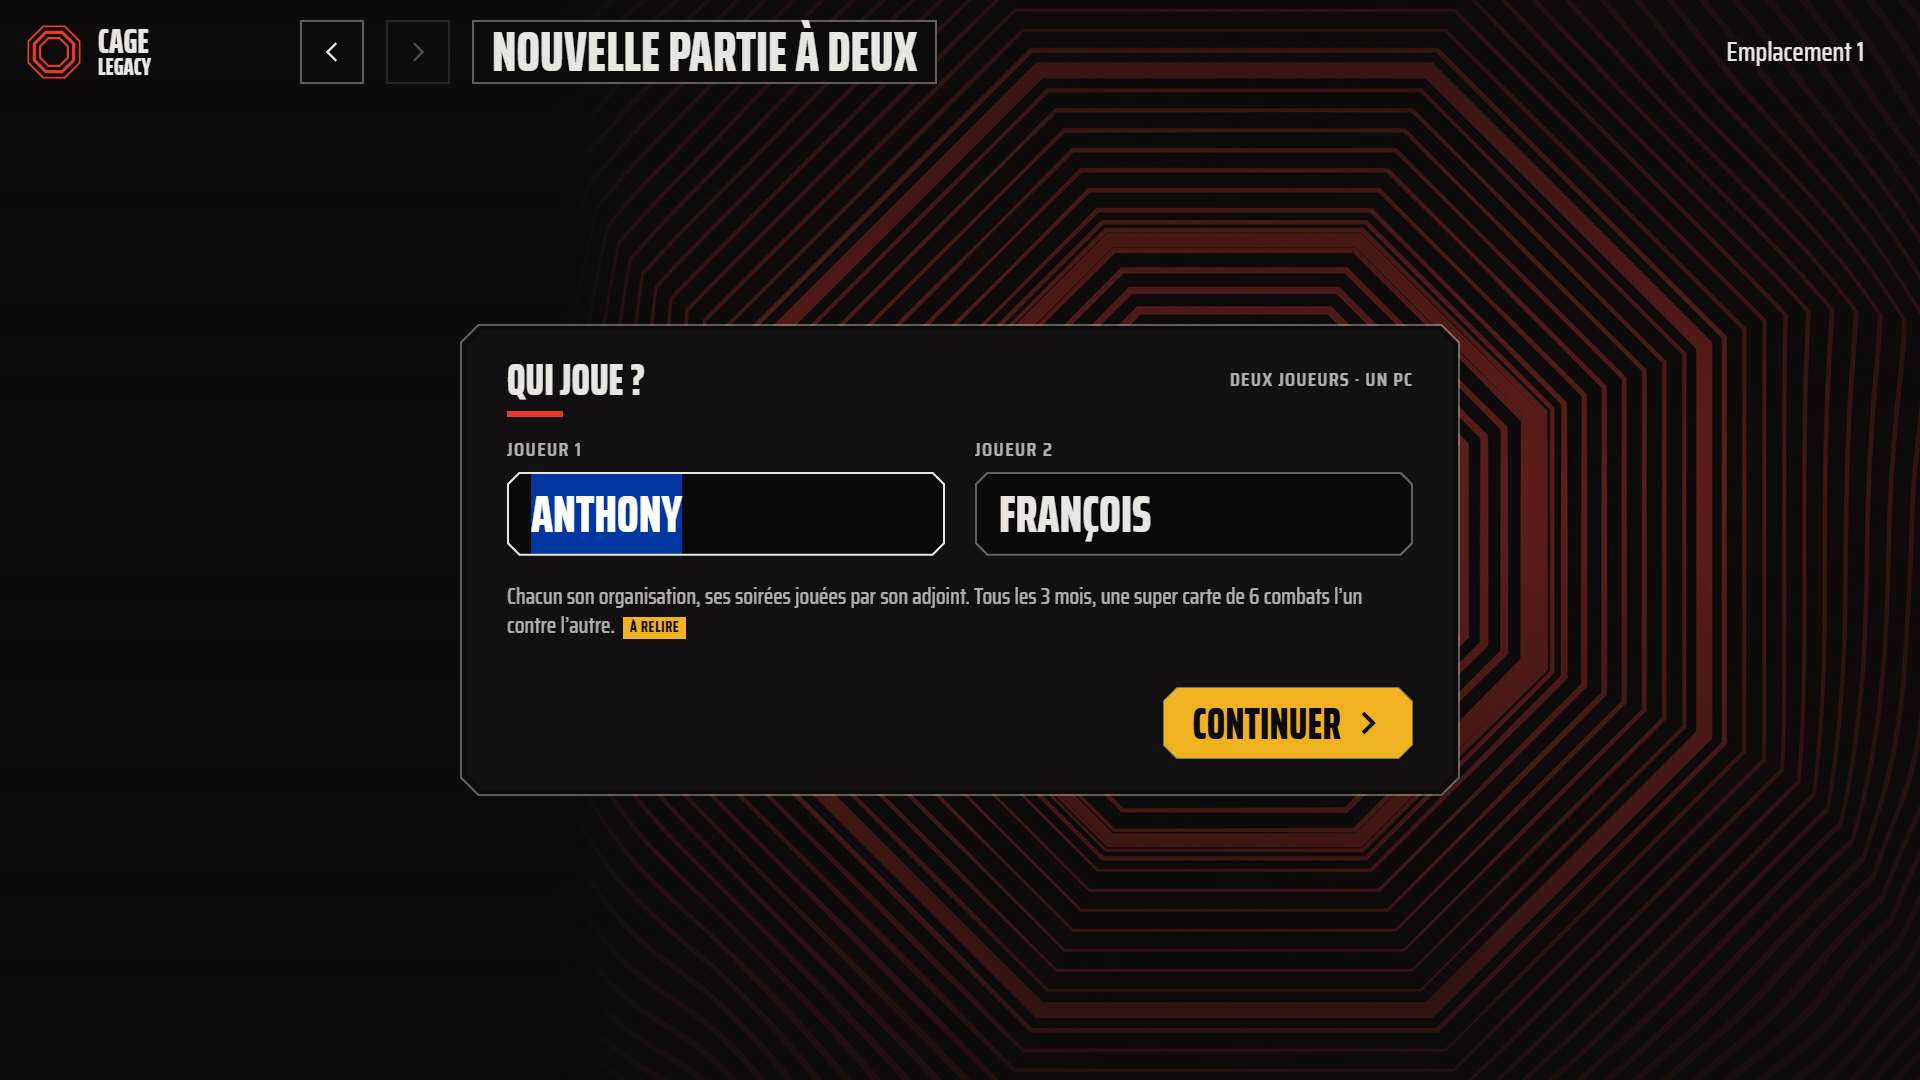 CAGE
LEGACY
NOUVELLE PARTIE À DEUX
Emplacement 1
QUI JOUE ?
DEUX JOUEURS · UN PC
JOUEUR 1
JOUEUR 2
ANTHONY
FRANÇOIS
Chacun son organisation, ses soirées jouées par son adjoint. Tous les 3 mois, une super carte de 6 combats l’un
contre l’autre. À RELIRE
CONTINUER